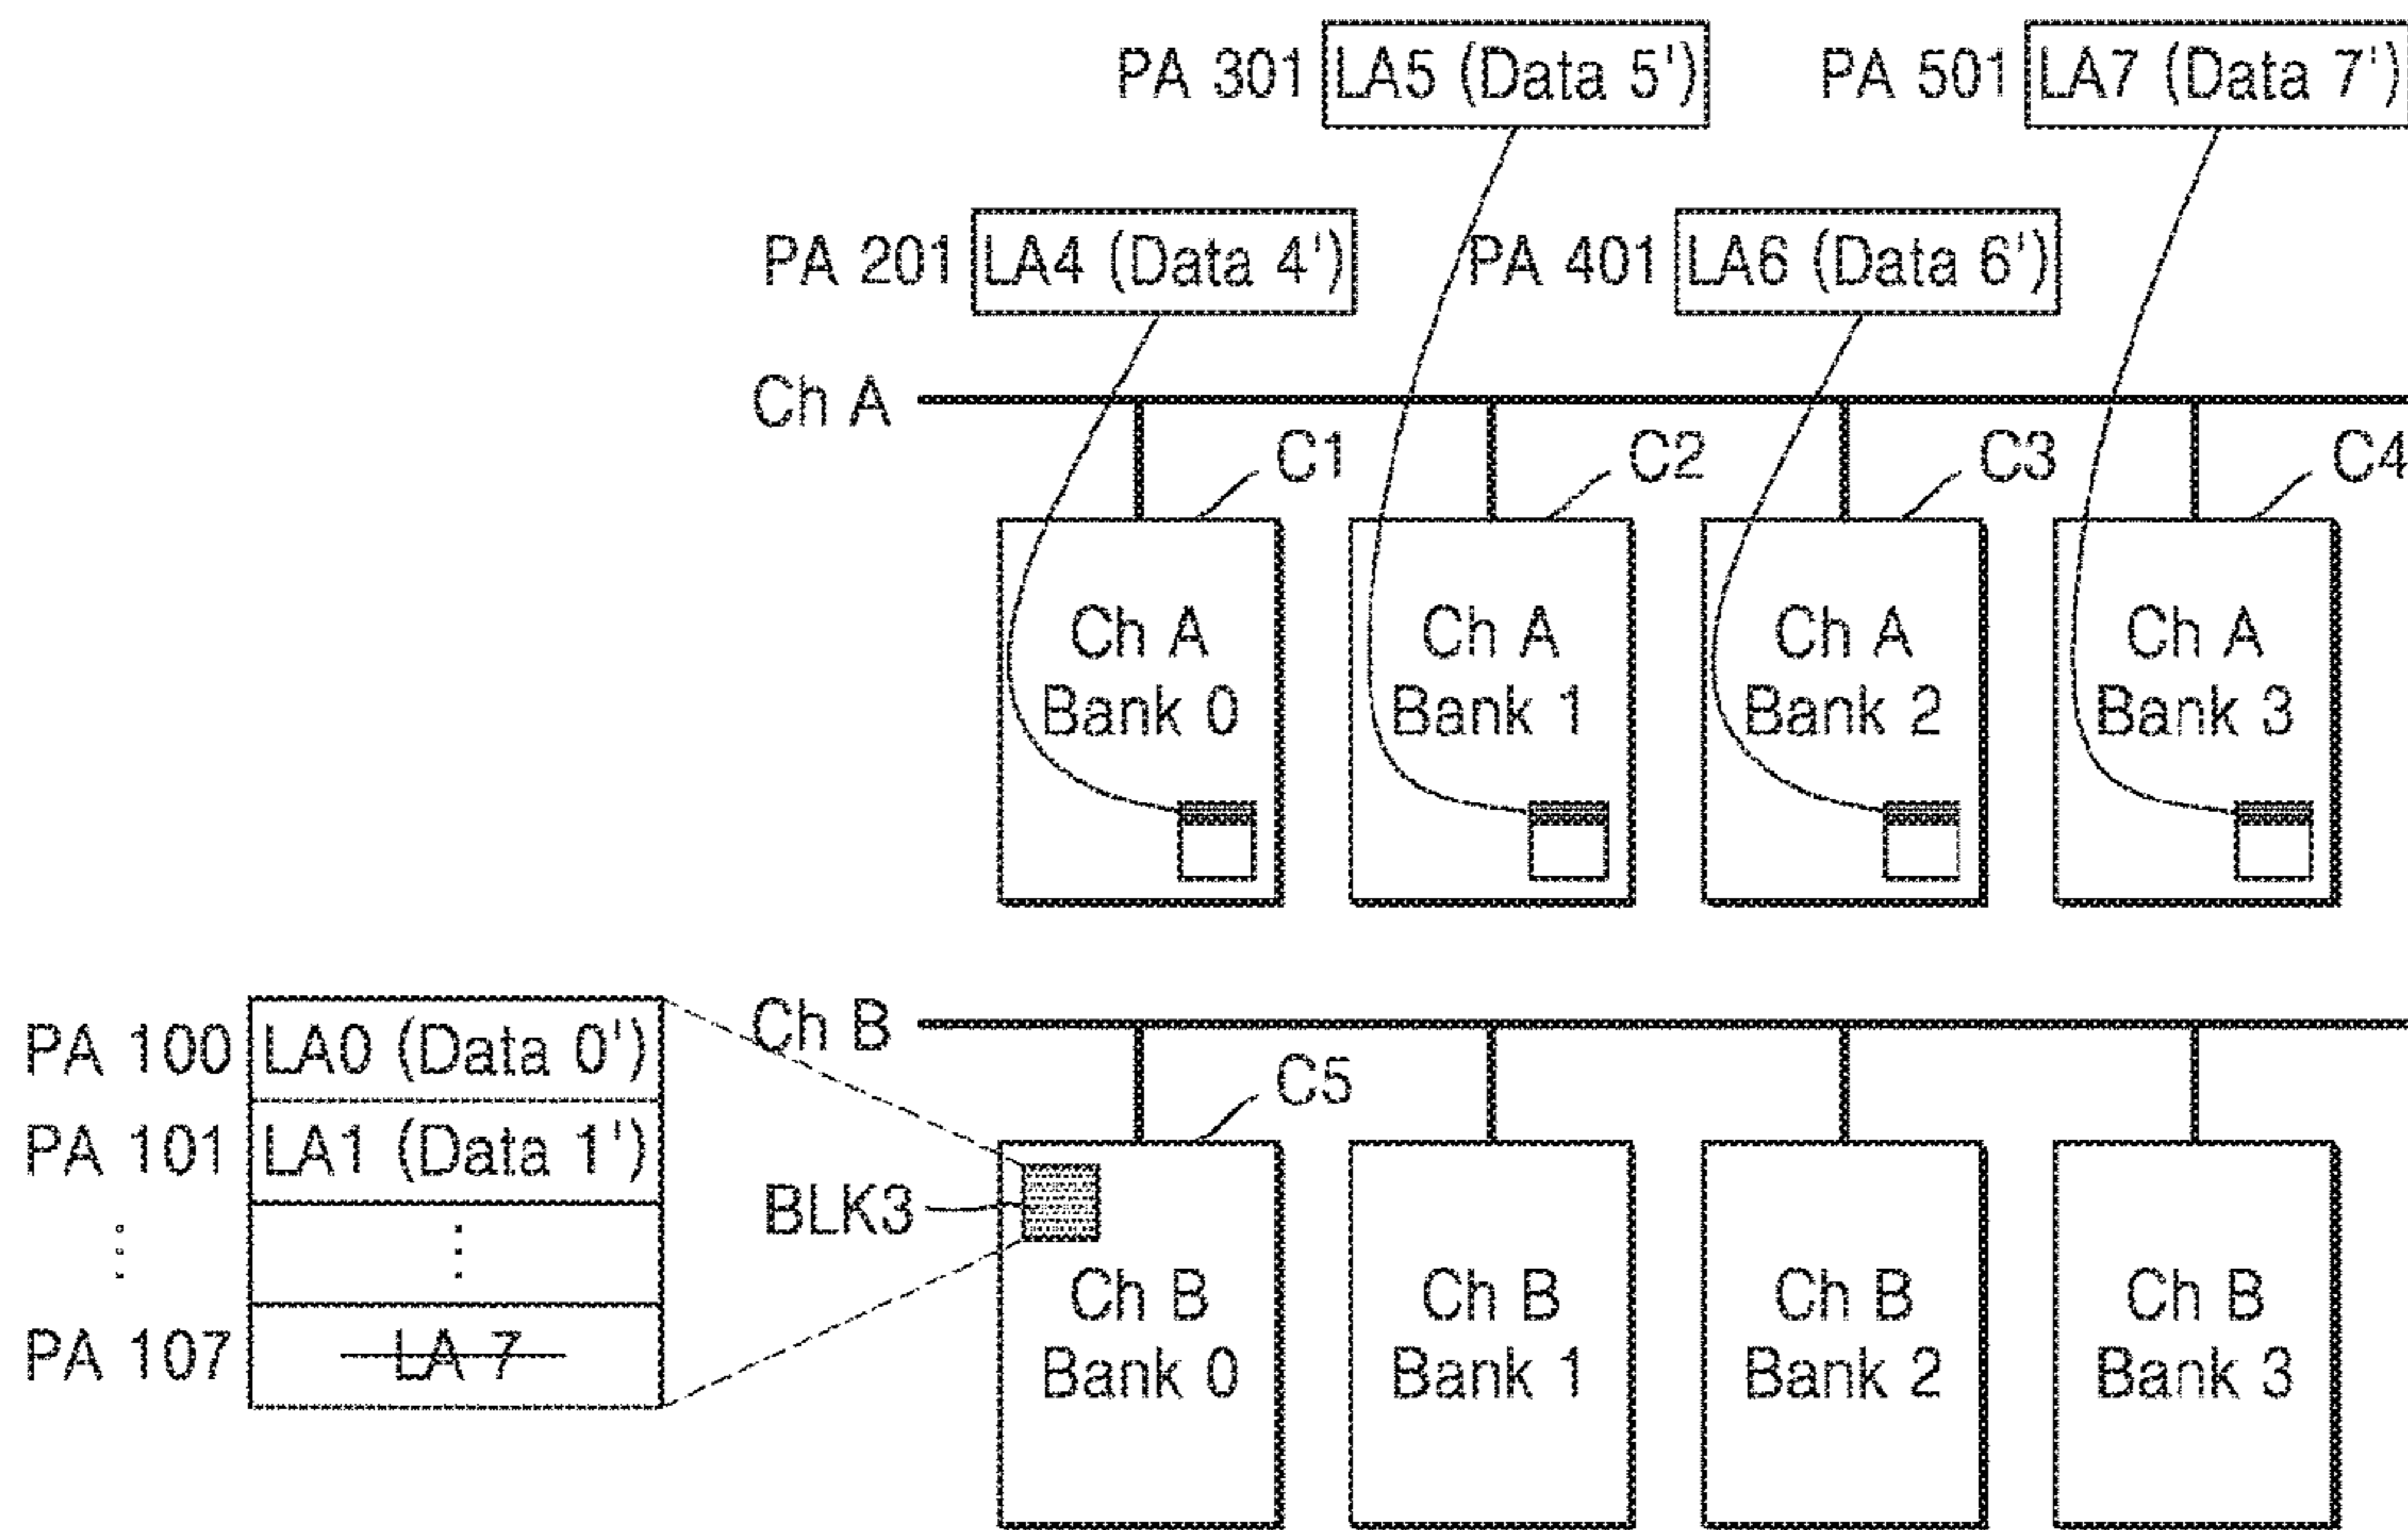 PA 301 LA5 (Data 5') PA 501 LA7 (Data 7')
PA 201 LA4 (Data 4') PA 401 LA6 (Data 6')
Ch A
C1 C2 C3 C4
Ch A Ch A Ch A Ch A
Bank 0 Bank 1 Bank 2 Bank 3
Ch B
PA 100 LA0 (Data 0')
C5
PA 101 LA1 (Data 1')
BLK3
Ch B Ch B Ch B Ch B
PA 107 LA 7
Bank 0 Bank 1 Bank 2 Bank 3